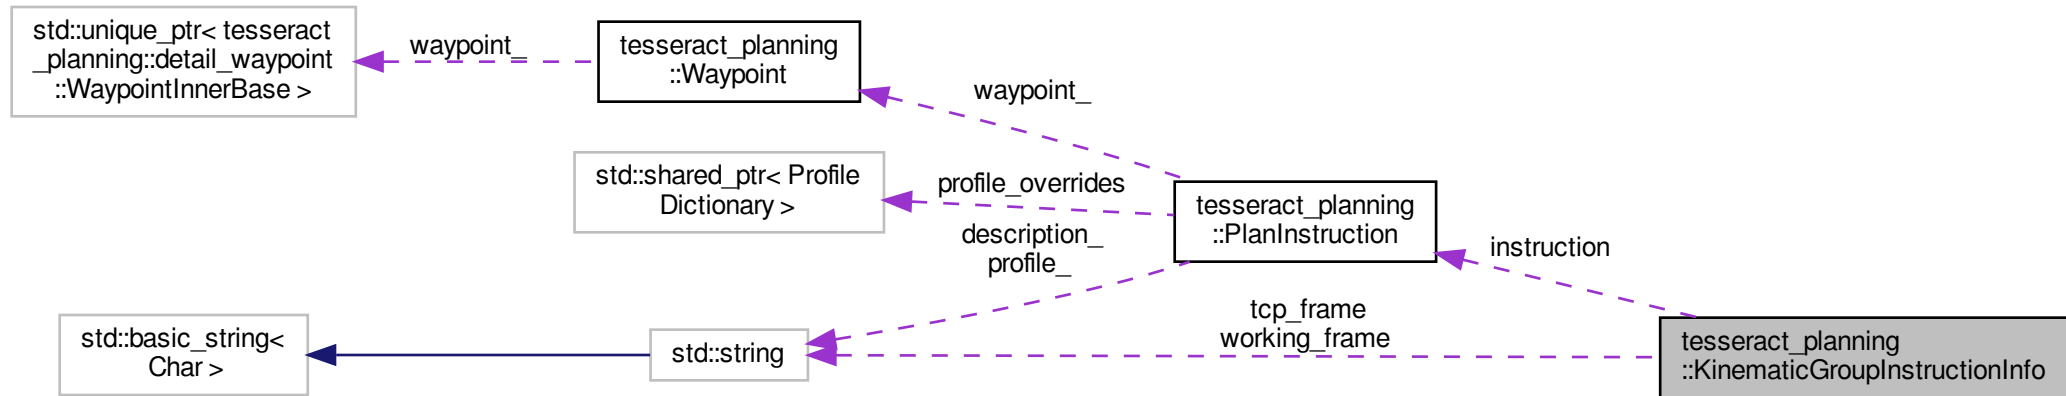 std::unique_ptr< tesseract
_planning::detail_waypoint
::WaypointInnerBase >
waypoint_
tesseract_planning
::Waypoint
waypoint_
std::shared_ptr< Profile
Dictionary >
profile_overrides
tesseract_planning
::PlanInstruction
description_
profile_
instruction
std::basic_string<
Char >
std::string
tcp_frame
working_frame
tesseract_planning
::KinematicGroupInstructionInfo